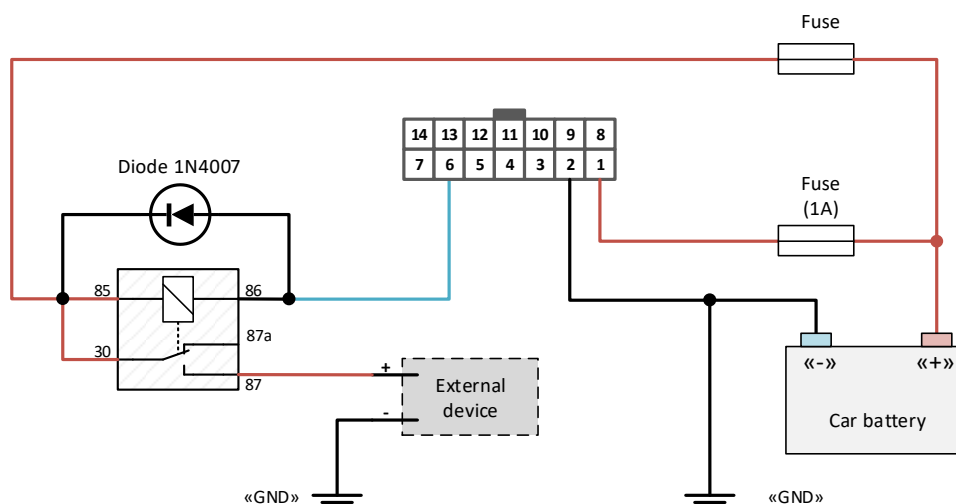 Fuse
14 13 12 11 10 9 8
7 6 5 4 3 2 1
Diode 1N4007
Fuse
(1A)
85
86
87a
30
87
+
-
External
device
«-»
«+»
Car battery
«GND»
«GND»